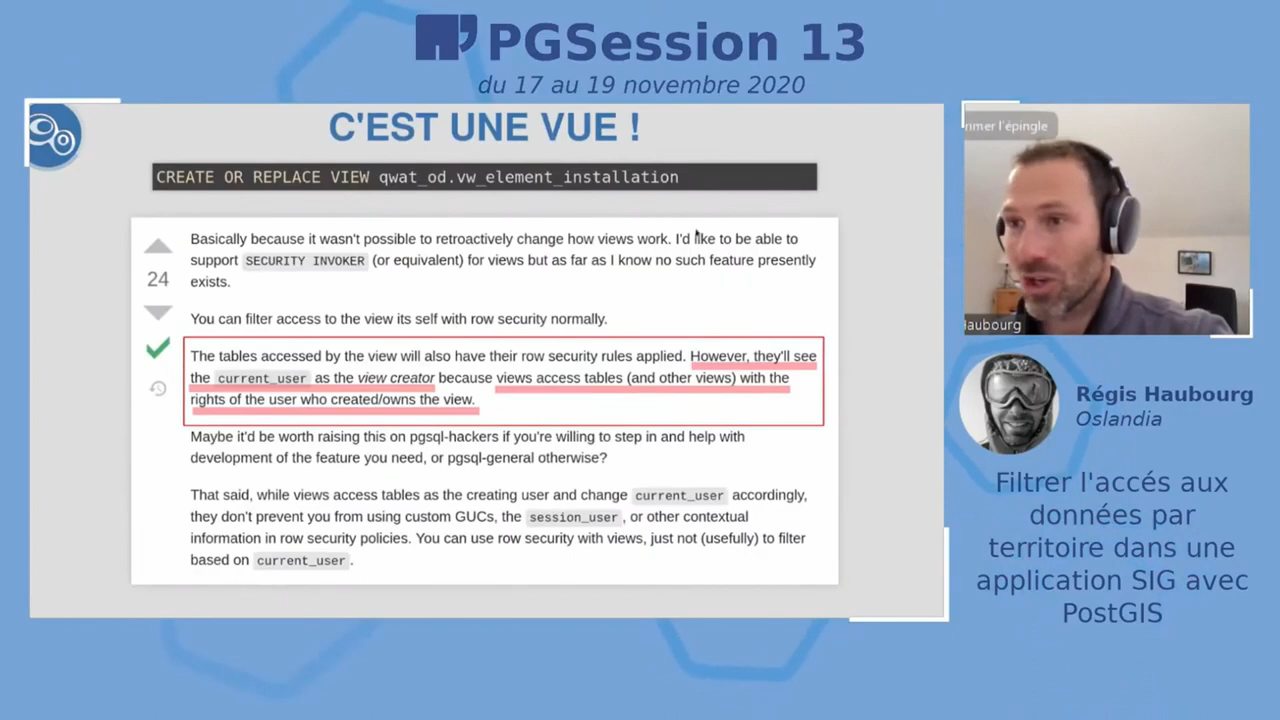 PGSession 13
du 17 au 19 novembre 2020
C'EST UNE VUE !
CREATE OR REPLACE VIEW qwat_od.vw_element_installation
Basically because it wasn't possible to retroactively change how views work. I'd like to be able to
support SECURITY INVOKER (or equivalent) for views but as far as I know no such feature presently
exists.
24
You can filter access to the view its self with row security normally.
The tables accessed by the view will also have their row security rules applied. However, they'll see
the current_user as the view creator because views access tables (and other views) with the
rights of the user who created/owns the view.
Maybe it'd be worth raising this on pgsql-hackers if you're willing to step in and help with
development of the feature you need, or pgsql-general otherwise?
That said, while views access tables as the creating user and change current_user accordingly,
they don't prevent you from using custom GUCs, the session_user, or other contextual
information in row security policies. You can use row security with views, just not (usefully) to filter
based on current_user.
rimer l'épingle
Haubourg
Régis Haubourg
Oslandia
Filtrer l'accés aux
données par
territoire dans une
application SIG avec
PostGIS